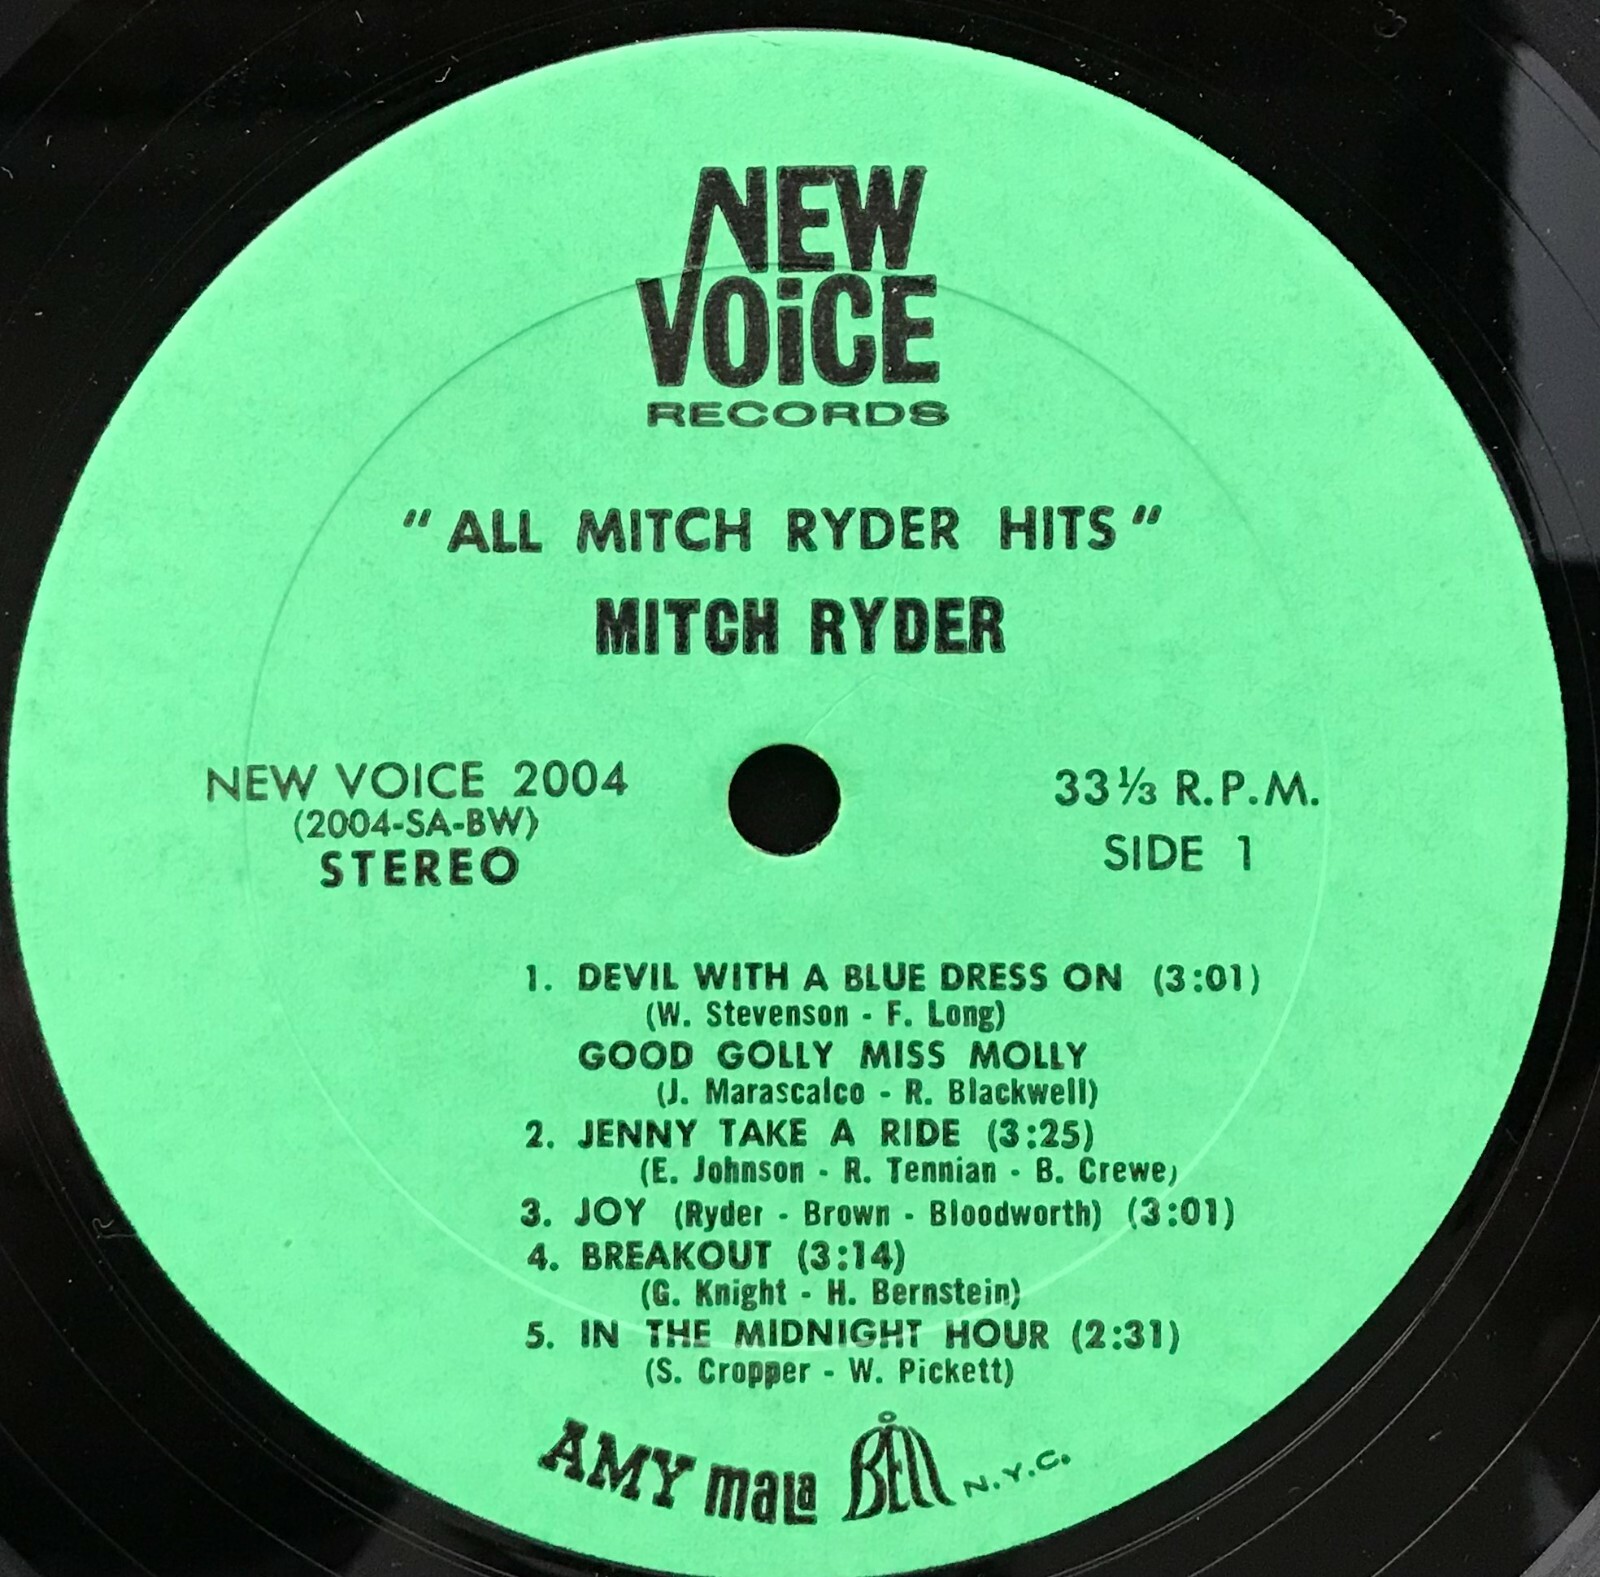 NEW
VOiCE
RECORDS
"ALL MITCH RYDER HITS"
MITCH RYDER
NEW VOICE 2004
(2004-SA-BW)
STEREO
33⅓ R.P.M.
SIDE 1
1. DEVIL WITH A BLUE DRESS ON (3:01)
(W. Stevenson - F. Long)
GOOD GOLLY MISS MOLLY
(J. Marascalco - R. Blackwell)
2. JENNY TAKE A RIDE (3:25)
(E. Johnson - R. Tennian - B. Crewe)
3. JOY (Ryder - Brown - Bloodworth) (3:01)
4. BREAKOUT (3:14)
(G. Knight - H. Bernstein)
5. IN THE MIDNIGHT HOUR (2:31)
(S. Cropper - W. Pickett)
AMY mala BELL N.Y.C.